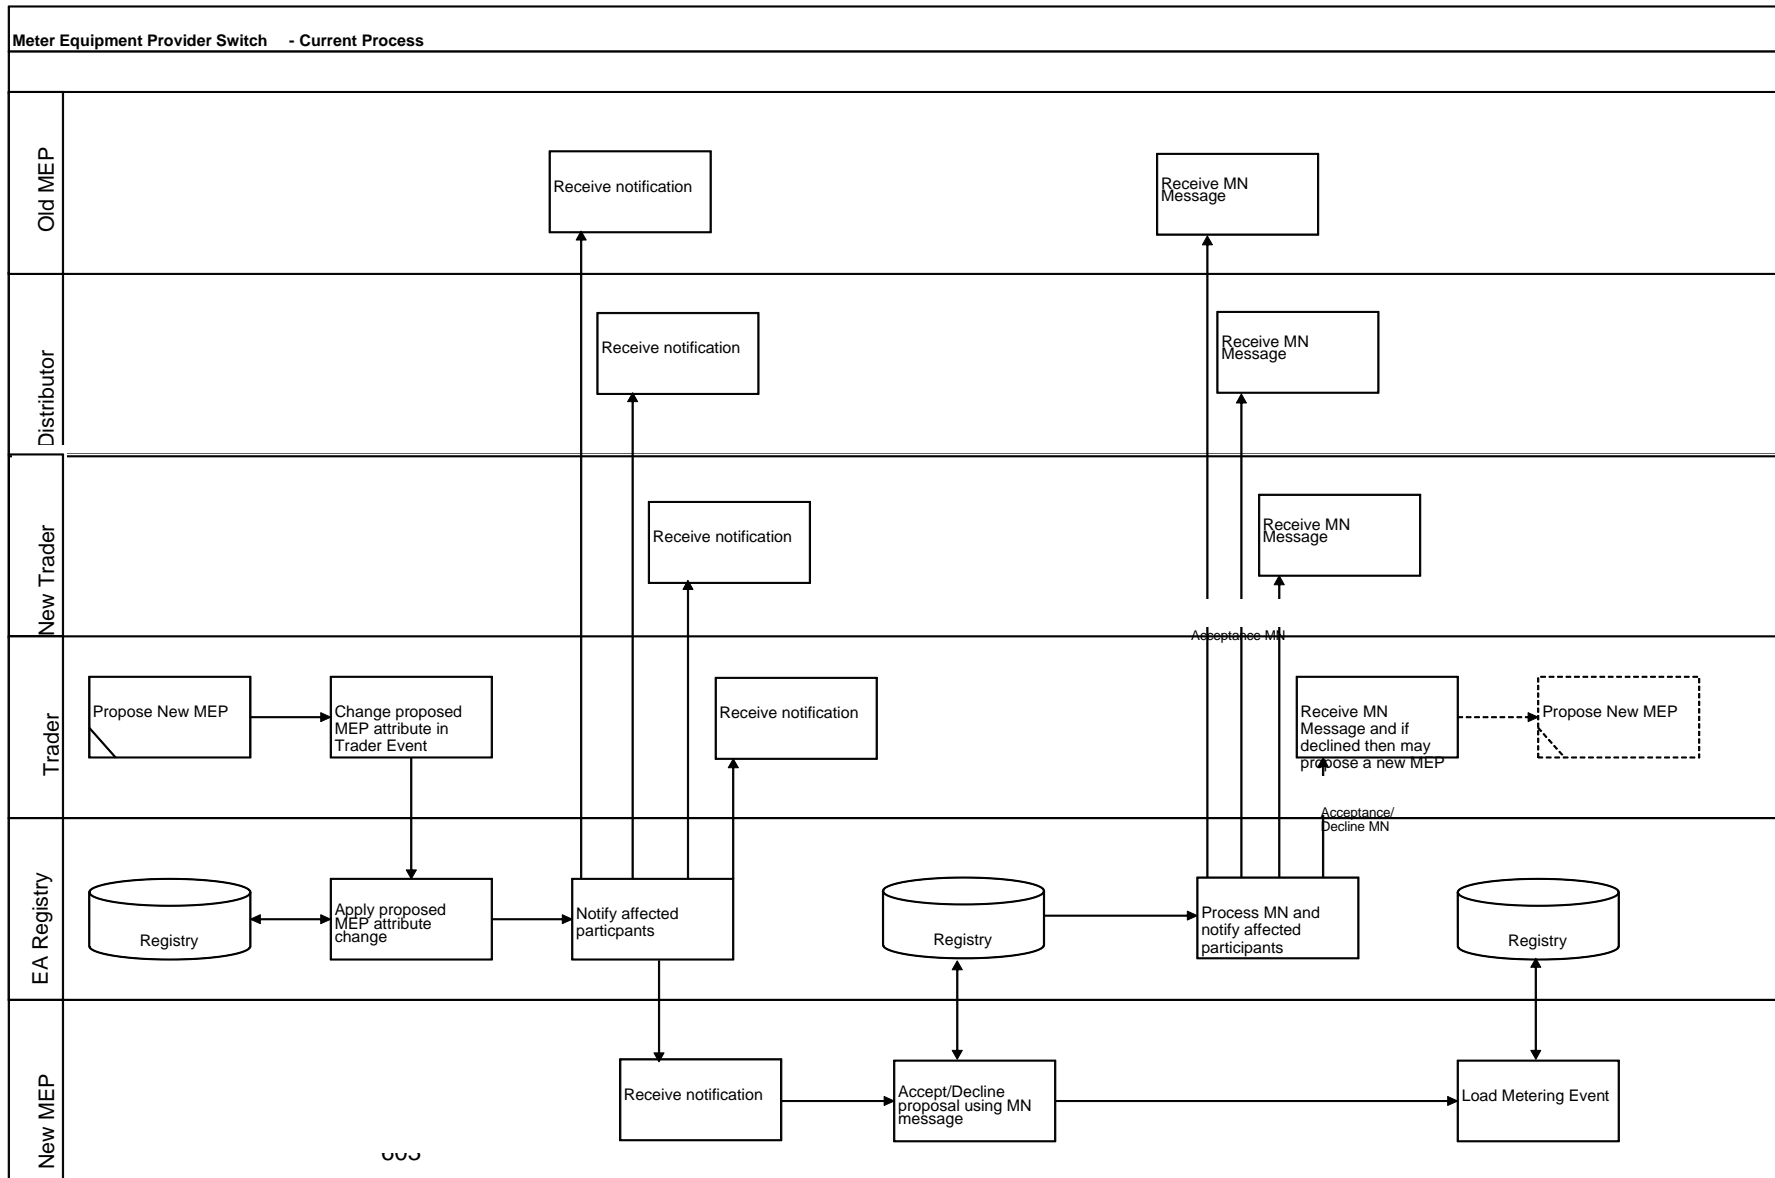 Meter Equipment Provider Switch - Current Process
Old MEP
Receive notification
Receive MN
Message
Distributor
Receive notification
Receive MN
Message
New Trader
Receive notification
Receive MN
Message
Acceptance MN
Trader
Propose New MEP
Change proposed
MEP attribute in
Trader Event
Receive notification
Receive MN
Message and if
declined then may
propose a new MEP
Propose New MEP
Acceptance/
Decline MN
EA Registry
Registry
Apply proposed
MEP attribute
change
Notify affected
particpants
Registry
Process MN and
notify affected
participants
Registry
New MEP
Receive notification
Accept/Decline
proposal using MN
message
Load Metering Event